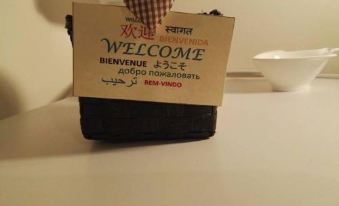 欢迎 स्वागत
BIENVENIDA
WELCOME
BIENVENUE ようこそ
добро пожаловать
ترحيب BEM-VINDO